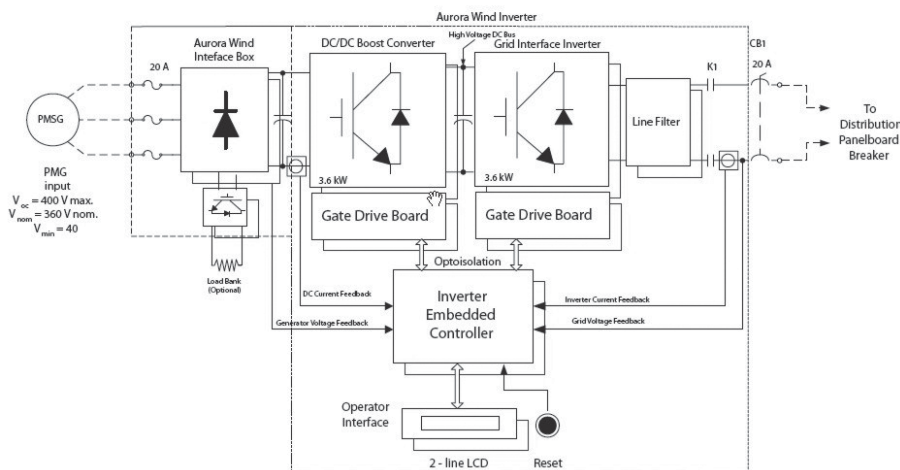 Aurora Wind Inverter
Aurora Wind
Inteface Box
DC/DC Boost Converter
High Voltage DC Bus
Grid Interface Inverter
CB1
20 A
K1
20 A
PMSG
Line Filter
To
Distribution
Panelboard
Breaker
PMG
input
V oc = 400 V max.
V nom = 360 V nom.
V min = 40
3.6 kW
3.6 kW
Gate Drive Board
Gate Drive Board
Optoisolation
Load Bank
(Optional)
DC Current Feedback
Inverter
Embedded
Controller
Inverter Current Feedback
Generator Voltage Feedback
Grid Voltage Feedback
Operator
Interface
2 - line LCD
Reset